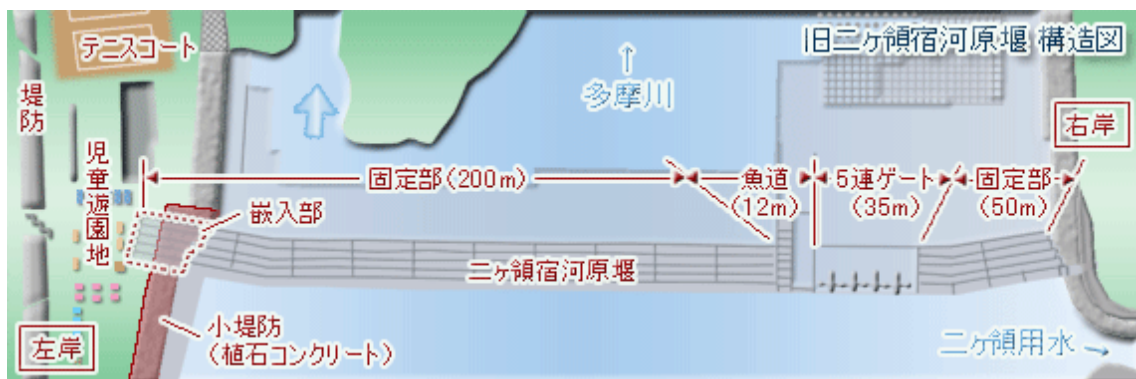 旧二ヶ領宿河原堰 構造図
テニスコート
↑
多摩川
堤防
右岸
児童遊園地
固定部(200m)
魚道
(12m)
5連ゲート
(35m)
固定部
(50m)
嵌入部
二ヶ領宿河原堰
小堤防
(植石コンクリート)
左岸
二ヶ領用水→